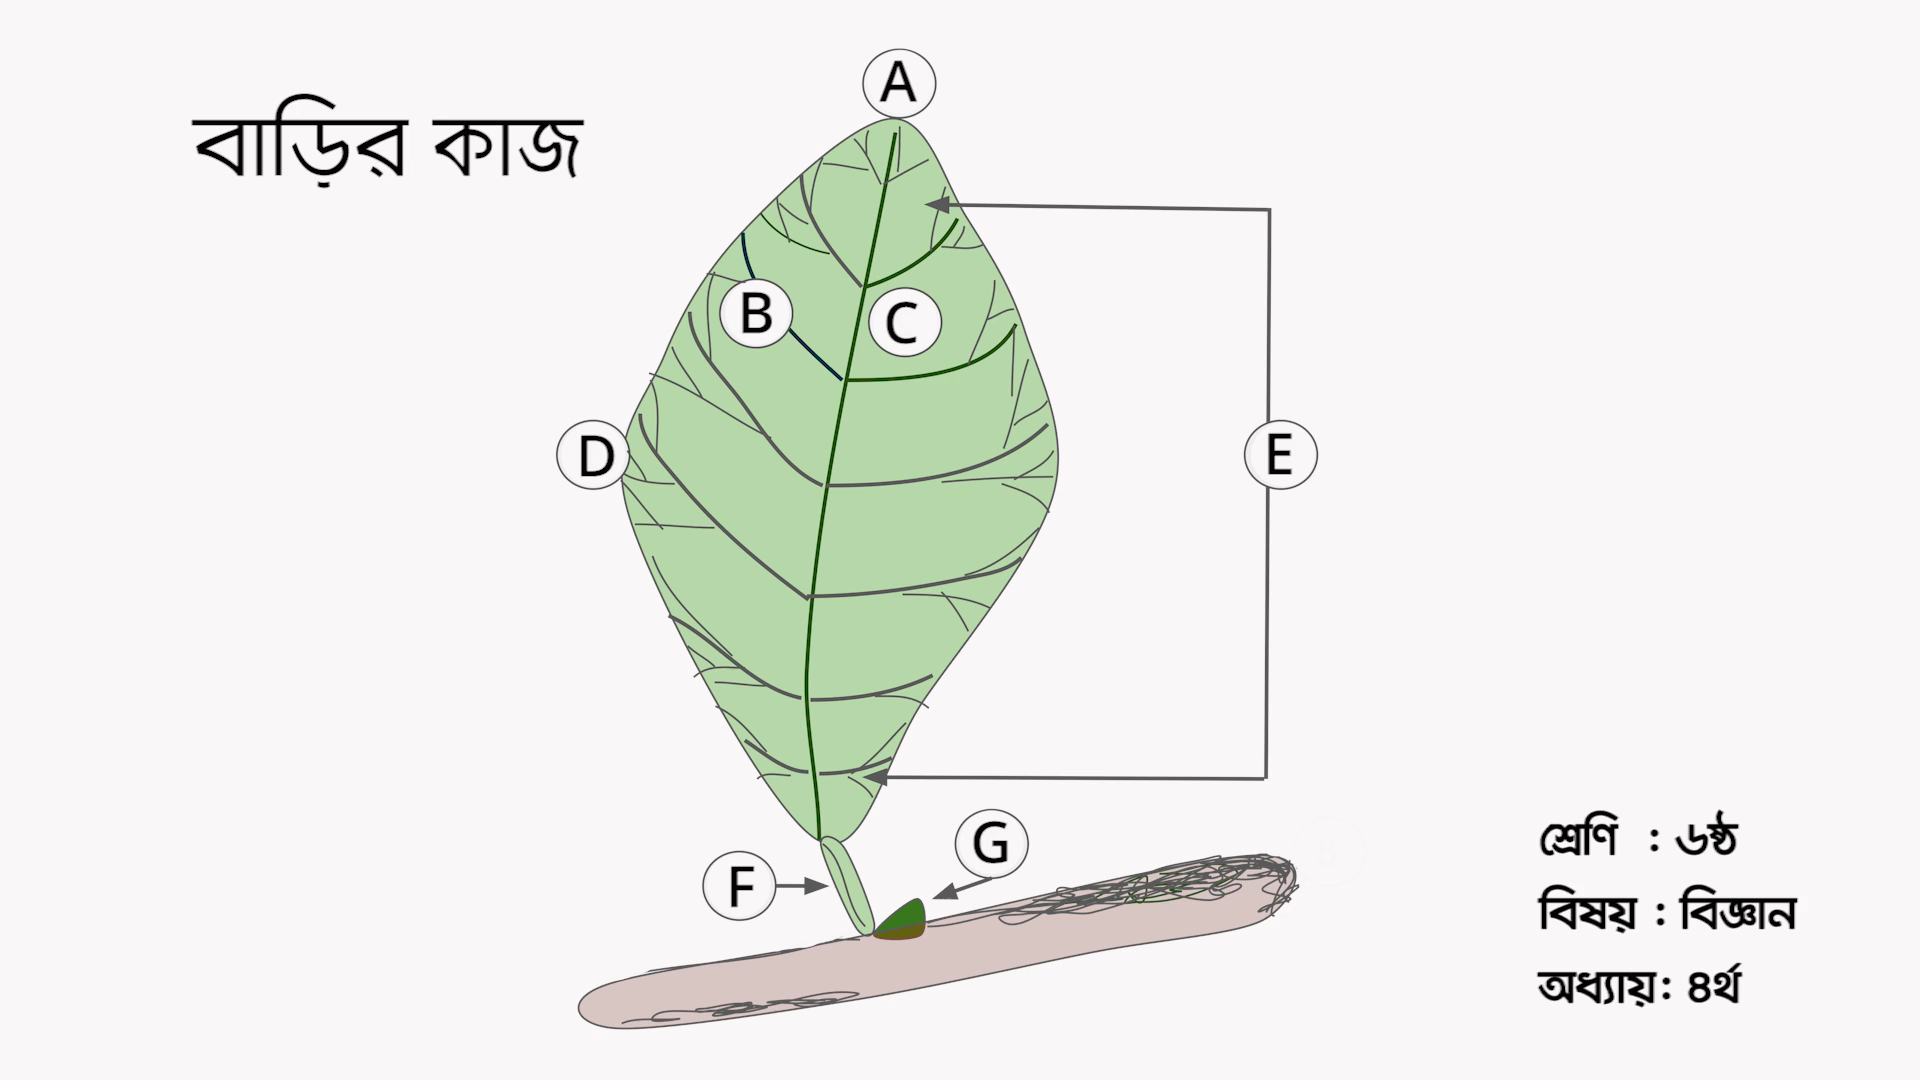 A
বাড়ির কাজ
B
C
D
E
G
F
শ্রেণি : ৬ষ্ঠ
বিষয় : বিজ্ঞান
অধ্যায়: ৪র্থ